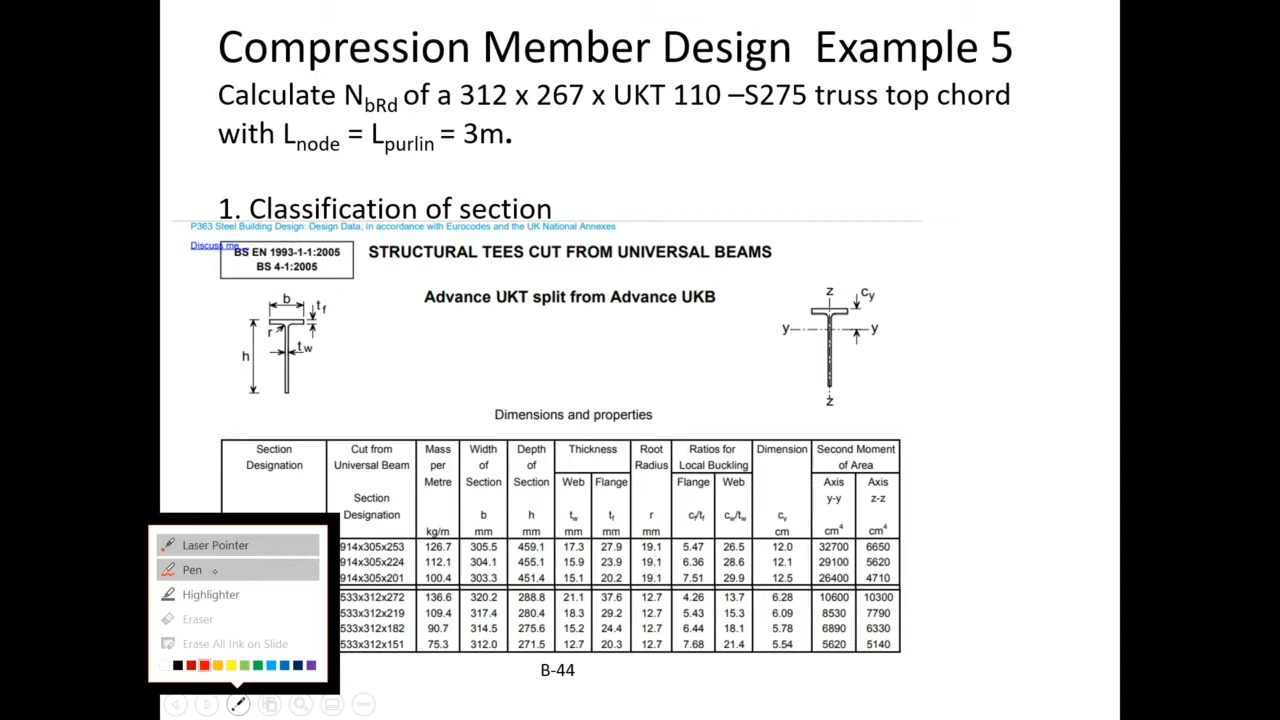 Compression Member Design Example 5
Calculate NbRd of a 312 x 267 x UKT 110 –S275 truss top chord
with Lnode = Lpurlin = 3m.
1. Classification of section
P363 Steel Building Design: Design Data, In accordance with Eurocodes and the UK National Annexes
Discuss me ...
BS EN 1993-1-1:2005
BS 4-1:2005
STRUCTURAL TEES CUT FROM UNIVERSAL BEAMS
Advance UKT split from Advance UKB
b
tf
r
h
tw
z
cy
y y
z
Dimensions and properties
Section Cut from Mass Width Depth Thickness Root Ratios for Dimension Second Moment
Designation Universal Beam per of of Radius Local Buckling of Area
Metre Section Section Web Flange Flange Web Axis Axis
Section y-y z-z
Designation b h tw tf r cf/tf cw/tw cy
kg/m mm mm mm mm mm cm cm4 cm4
914x305x253 126.7 305.5 459.1 17.3 27.9 19.1 5.47 26.5 12.0 32700 6650
914x305x224 112.1 304.1 455.1 15.9 23.9 19.1 6.36 28.6 12.1 29100 5620
914x305x201 100.4 303.3 451.4 15.1 20.2 19.1 7.51 29.9 12.5 26400 4710
533x312x272 136.6 320.2 288.8 21.1 37.6 12.7 4.26 13.7 6.28 10600 10300
533x312x219 109.4 317.4 280.4 18.3 29.2 12.7 5.43 15.3 6.09 8530 7790
533x312x182 90.7 314.5 275.6 15.2 24.4 12.7 6.44 18.1 5.78 6890 6330
533x312x151 75.3 312.0 271.5 12.7 20.3 12.7 7.68 21.4 5.54 5620 5140
B-44
Laser Pointer
Pen
Highlighter
Eraser
Erase All Ink on Slide